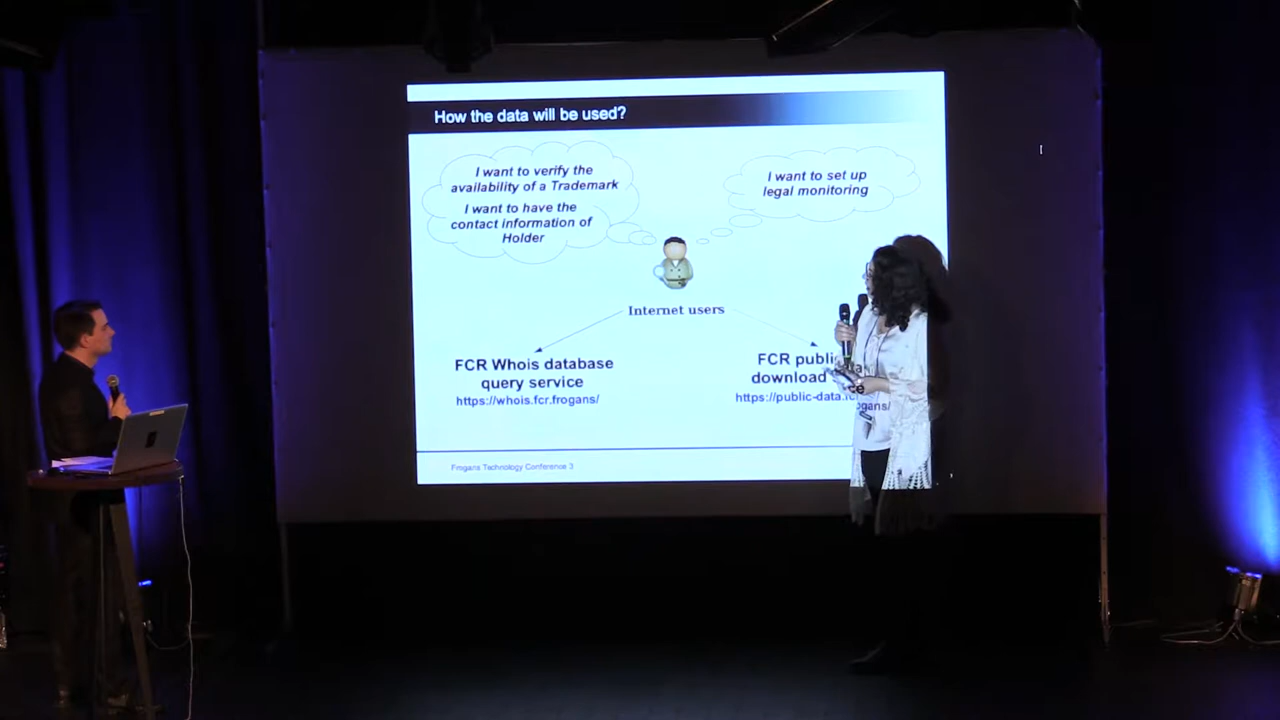 How the data will be used?
I want to verify the
availability of a Trademark
I want to have the
contact information of
Holder
I want to set up
legal monitoring
Internet users
FCR Whois database
query service
https://whois.fcr.frogans/
FCR public
download
https://public-data.fcr
ogans/
Frogans Technology Conference 3